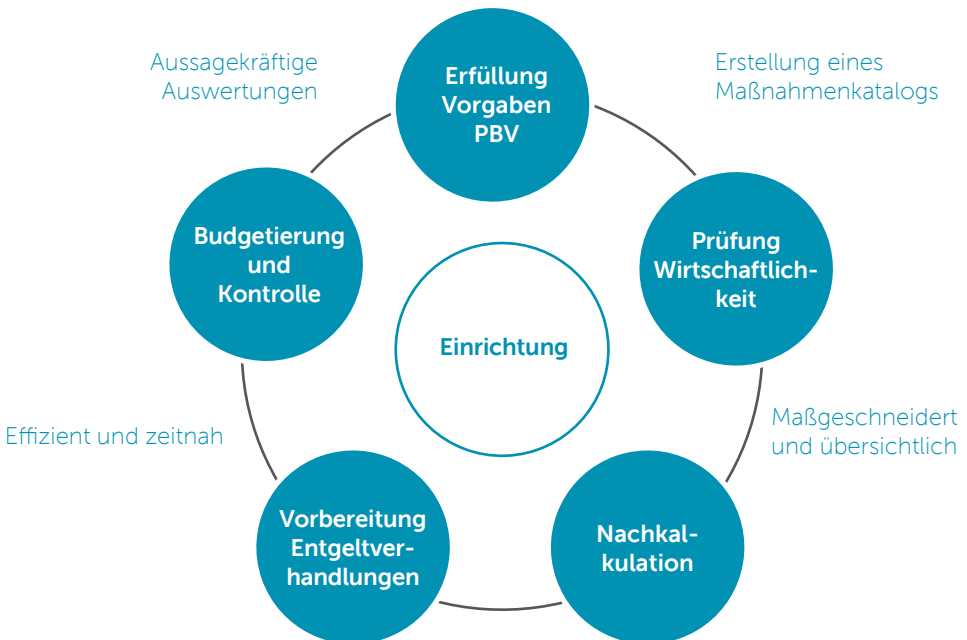 Aussagekräftige
Auswertungen
Erfüllung
Vorgaben
PBV
Erstellung eines
Maßnahmenkatalogs
Budgetierung
und
Kontrolle
Prüfung
Wirtschaftlich-
keit
Einrichtung
Effizient und zeitnah
Maßgeschneidert
und übersichtlich
Vorbereitung
Entgeltver-
handlungen
Nachkal-
kulation